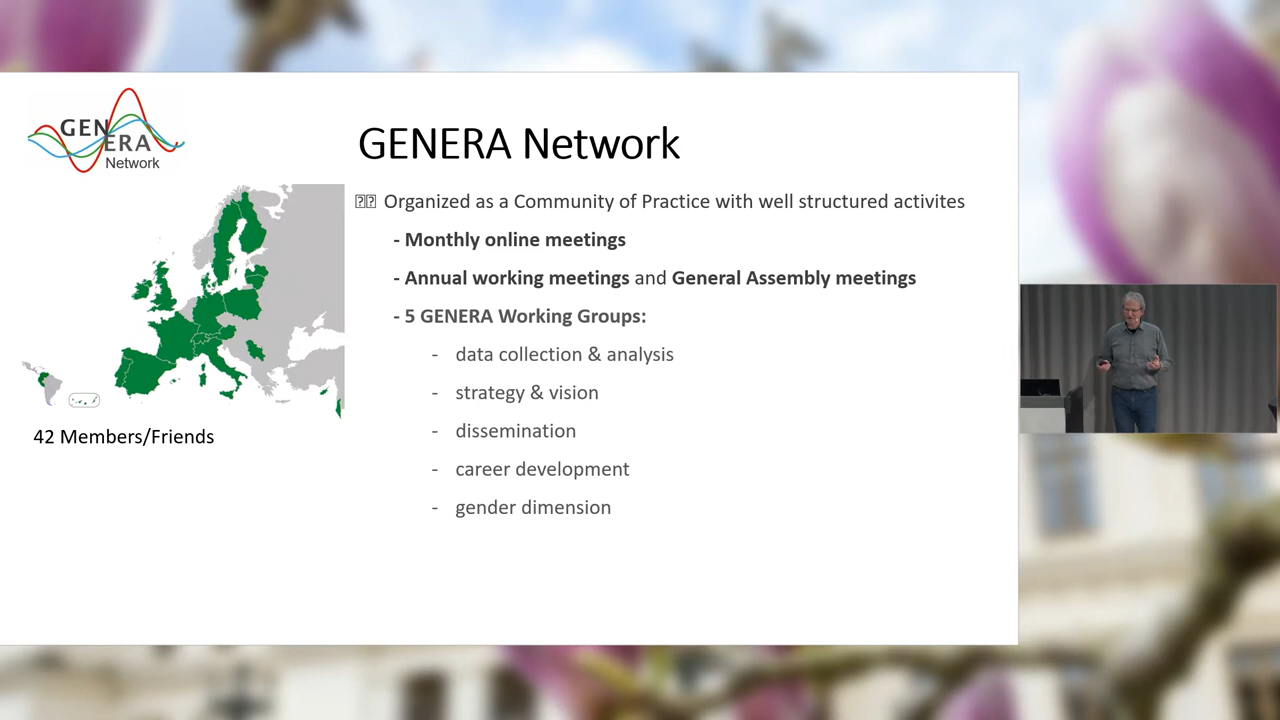 GEN
ERA
Network
GENERA Network
Organized as a Community of Practice with well structured activites
- Monthly online meetings
- Annual working meetings and General Assembly meetings
- 5 GENERA Working Groups:
- data collection & analysis
- strategy & vision
- dissemination
- career development
- gender dimension
42 Members/Friends